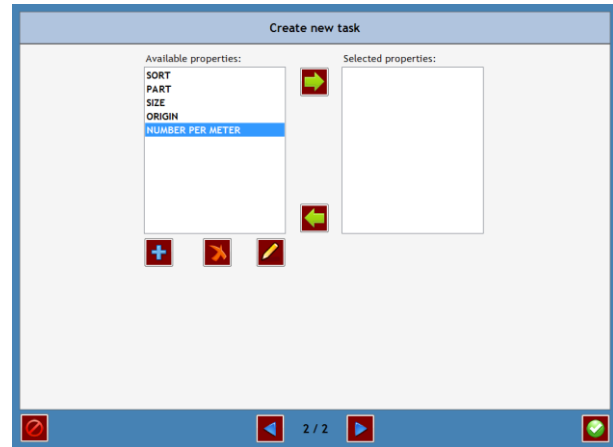 Create new task
Available properties:
Selected properties:
SORT
PART
SIZE
ORIGIN
NUMBER PER METER
2 / 2